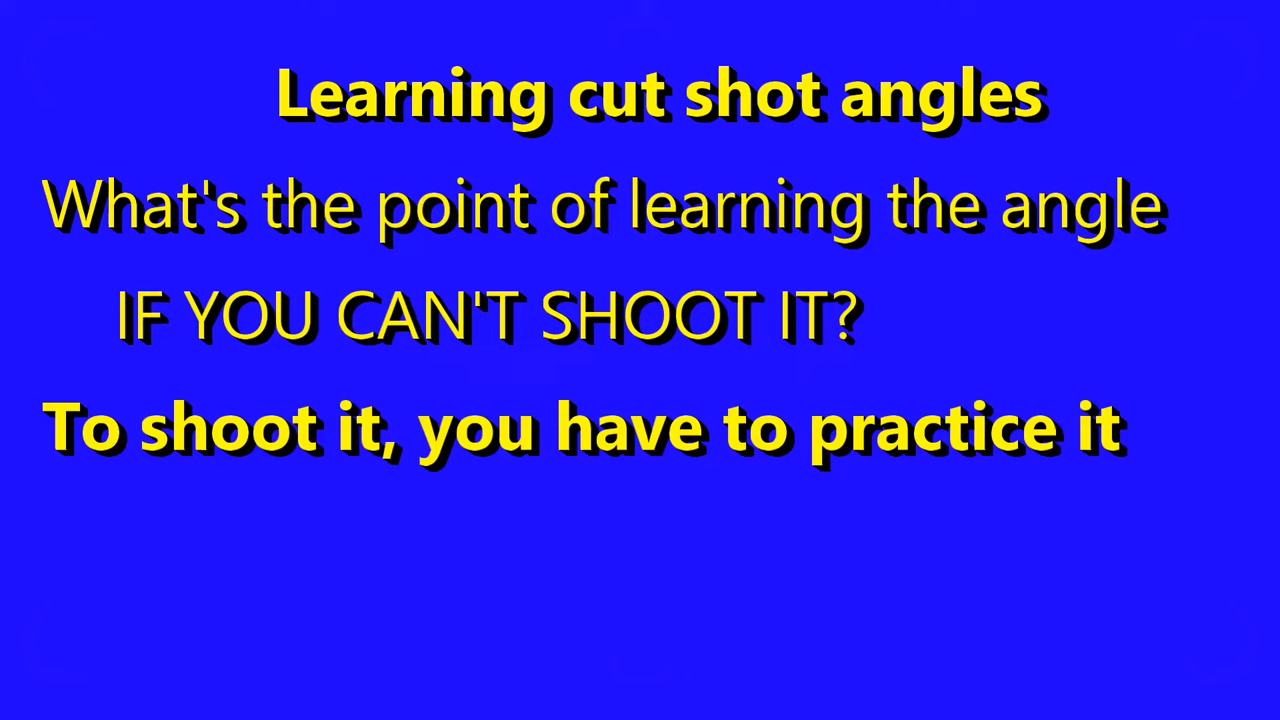 Learning cut shot angles
What's the point of learning the angle
IF YOU CAN'T SHOOT IT?
To shoot it, you have to practice it